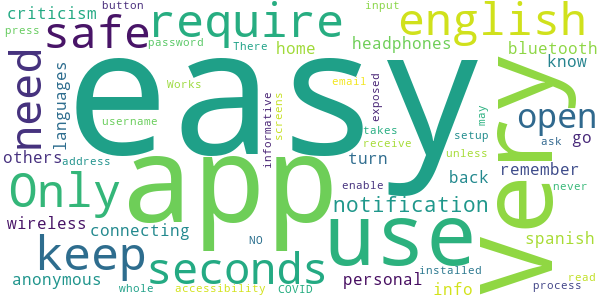 criticism button input
press safe require english
password There home headphones bluetooth
need languages easy know
Works email exposed
username informative screens takes receive may setup open go
others address app very unless ask
Only turn back remember never
enable notification use
wireless connecting NO spanish
keep seconds personal installed process read
anonymous whole accessibility COVID info